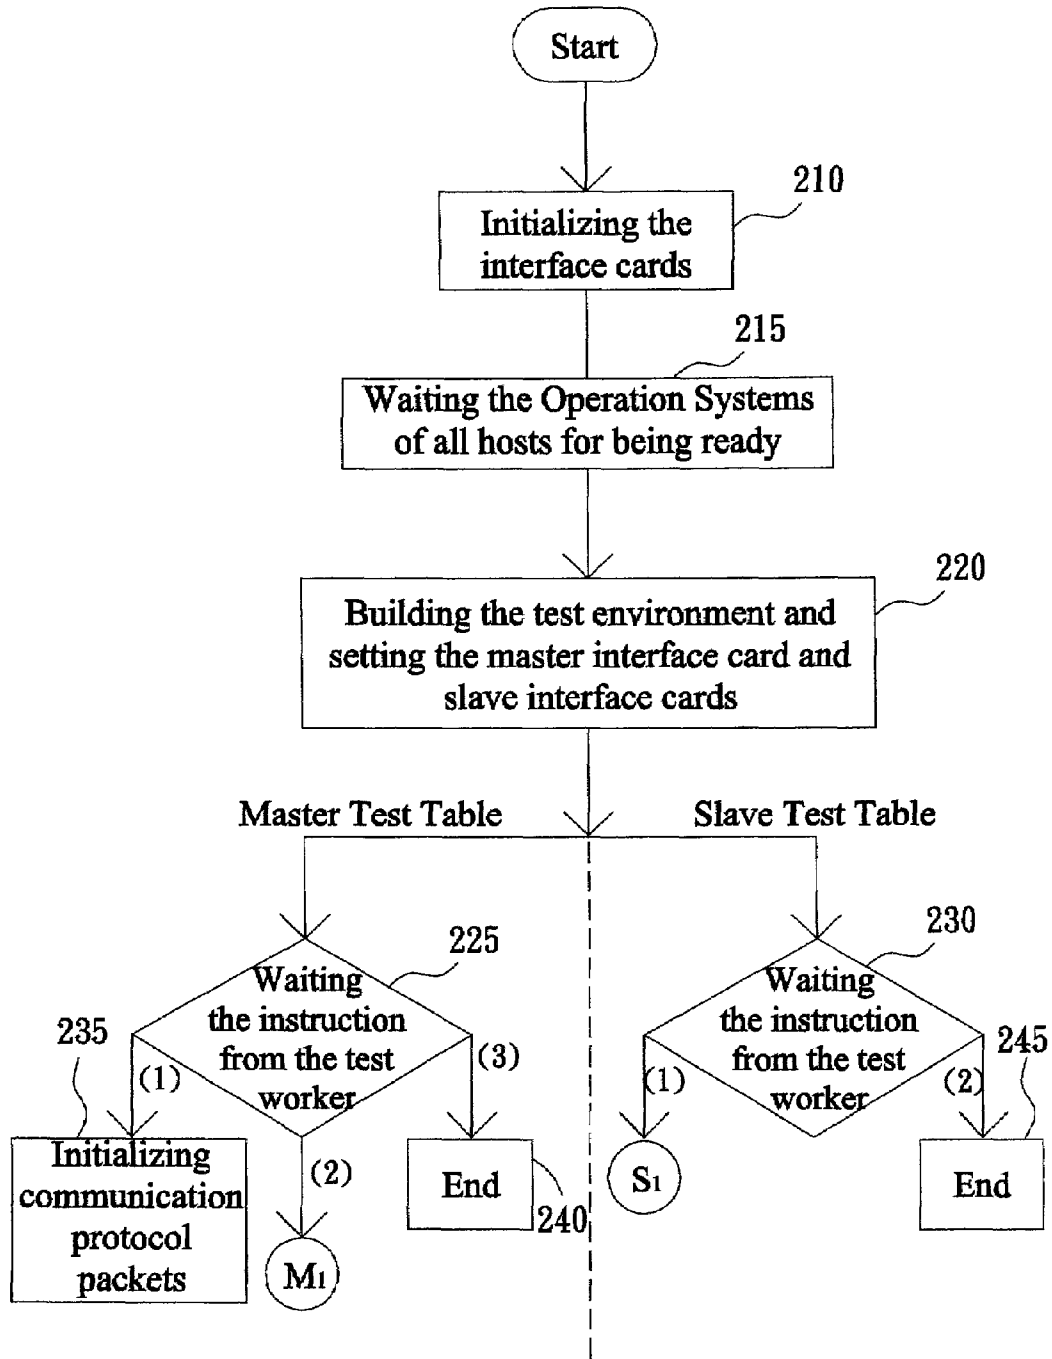 Start
210
Initializing the
interface cards
215
Waiting the Operation Systems
of all hosts for being ready
220
Building the test environment and
setting the master interface card and
slave interface cards
Master Test Table
Slave Test Table
225
Waiting
the instruction
from the test
worker
230
Waiting
the instruction
from the test
worker
235
(1)
(2)
(3)
(1)
(2)
245
Initializing
communication
protocol
packets
M1
End
240
S1
End